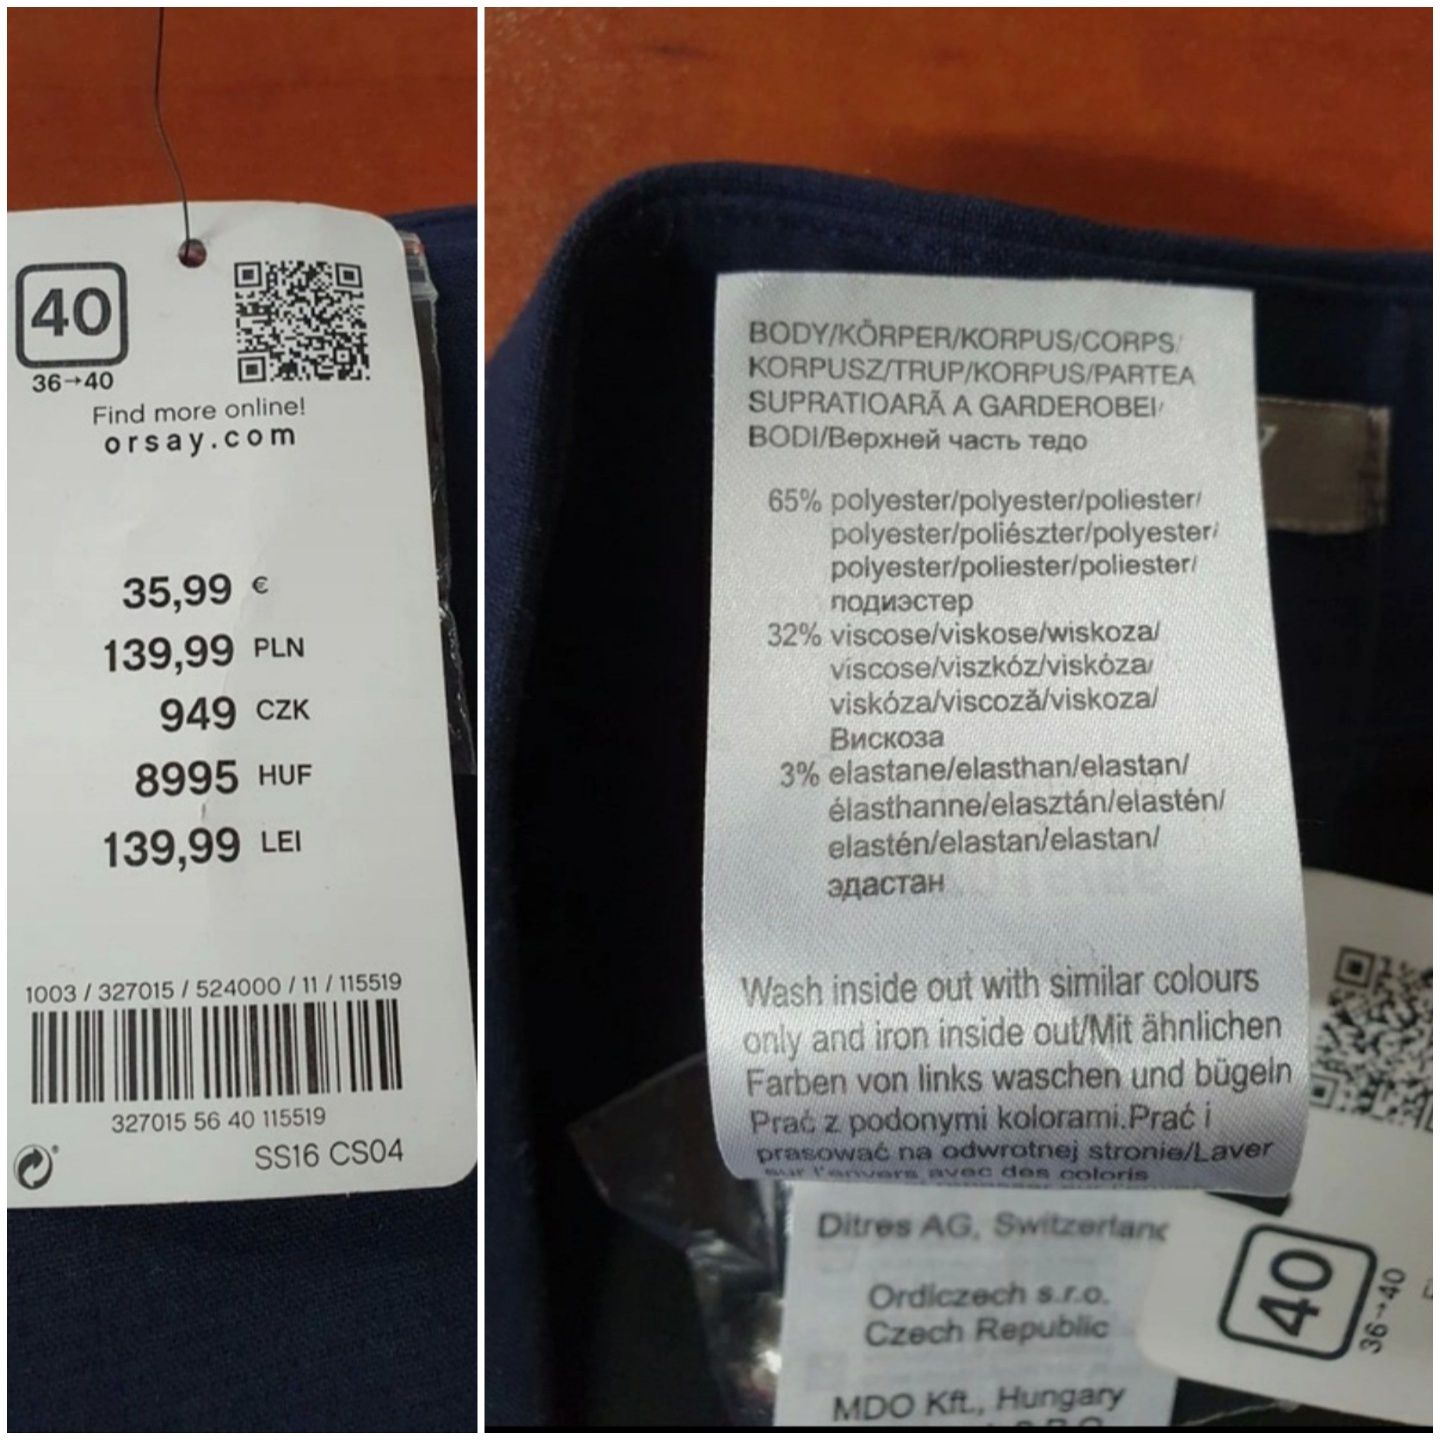 40
36→40
Find more online!
orsay.com
35,99 €
139,99 PLN
949 CZK
8995 HUF
139,99 LEI
1003 / 327015 / 524000 / 11 / 115519
327015 56 40 115519
SS16 CS04
BODY/KÖRPER/KORPUS/CORPS/
KORPUSZ/TRUP/KORPUS/PARTEA
SUPRATIOARĂ A GARDEROBEI/
BODI/Верхней часть тедо
65% polyester/polyester/poliester/
polyester/poliészter/polyester/
polyester/poliester/poliester/
подиэстер
32% viscose/viskose/wiskoza/
viscose/viszkóz/viskóza/
viskóza/viscoză/viskoza/
Вискоза
3% elastane/elasthan/elastan/
élasthanne/elasztán/elastén/
elastén/elastan/elastan/
эдастан
Wash inside out with similar colours
only and iron inside out/Mit ähnlichen
Farben von links waschen und bügeln
Prać z podonymi kolorami.Prać i
prasować na odwrotnej stronie/Laver
sur l'envers avec des coloris
Ditres AG, Switzerland
Ordiczech s.r.o.
Czech Republic
MDO Kft., Hungary
40
36→40